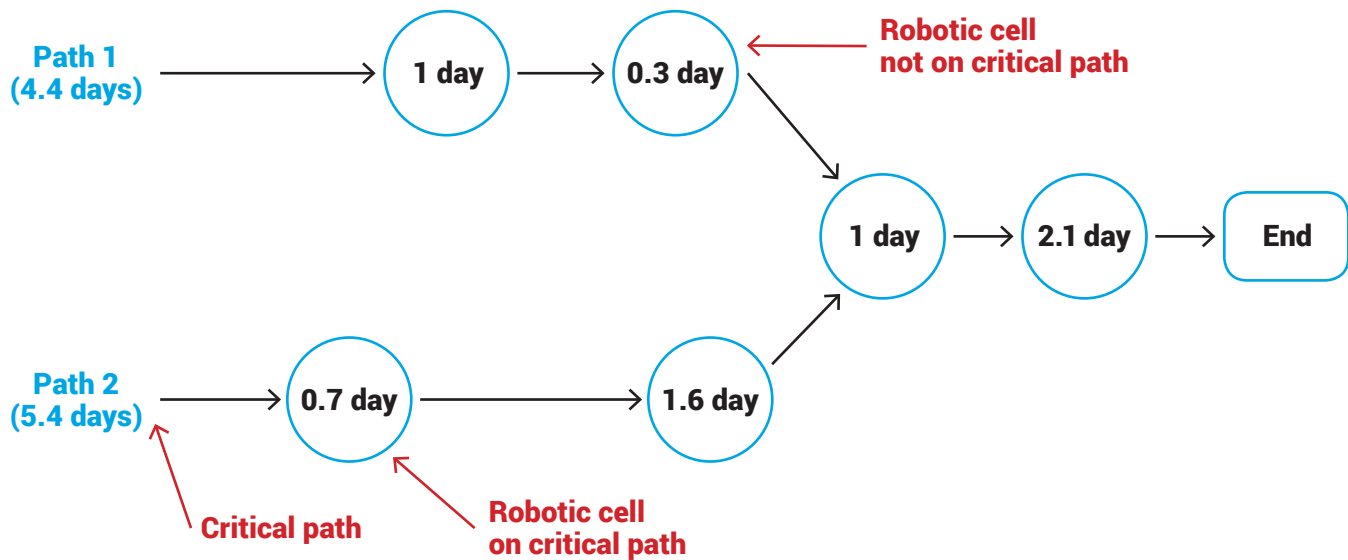 Path 1
(4.4 days)
1 day
0.3 day
Robotic cell
not on critical path
1 day
2.1 day
End
Path 2
(5.4 days)
0.7 day
1.6 day
Critical path
Robotic cell
on critical path